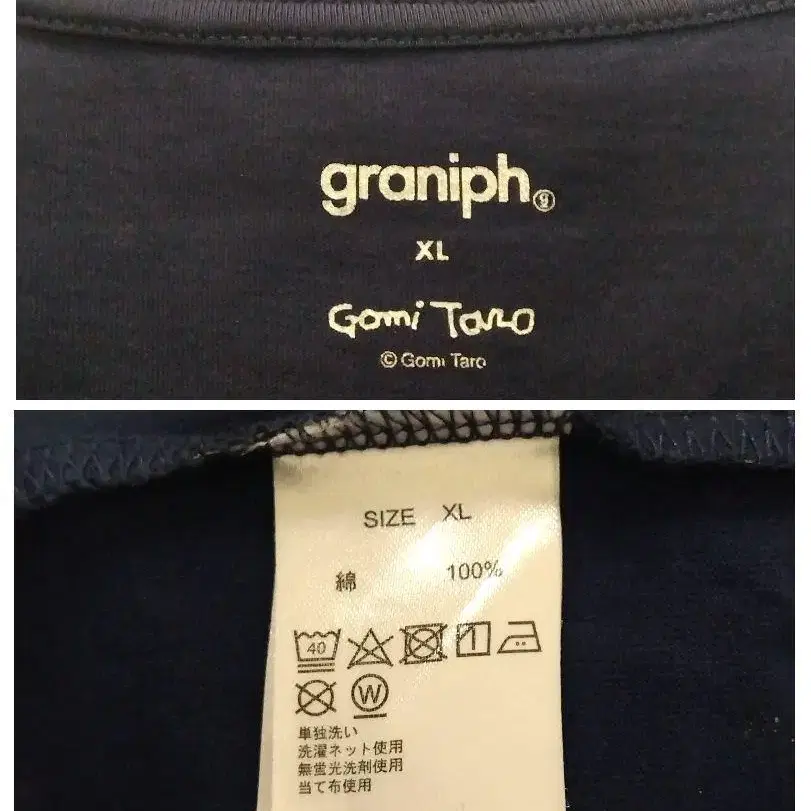 graniph
XL
Gomi Taro
© Gomi Taro
SIZE XL
綿 100%
40
W
単独洗い
洗濯ネット使用
無蛍光洗剤使用
当て布使用